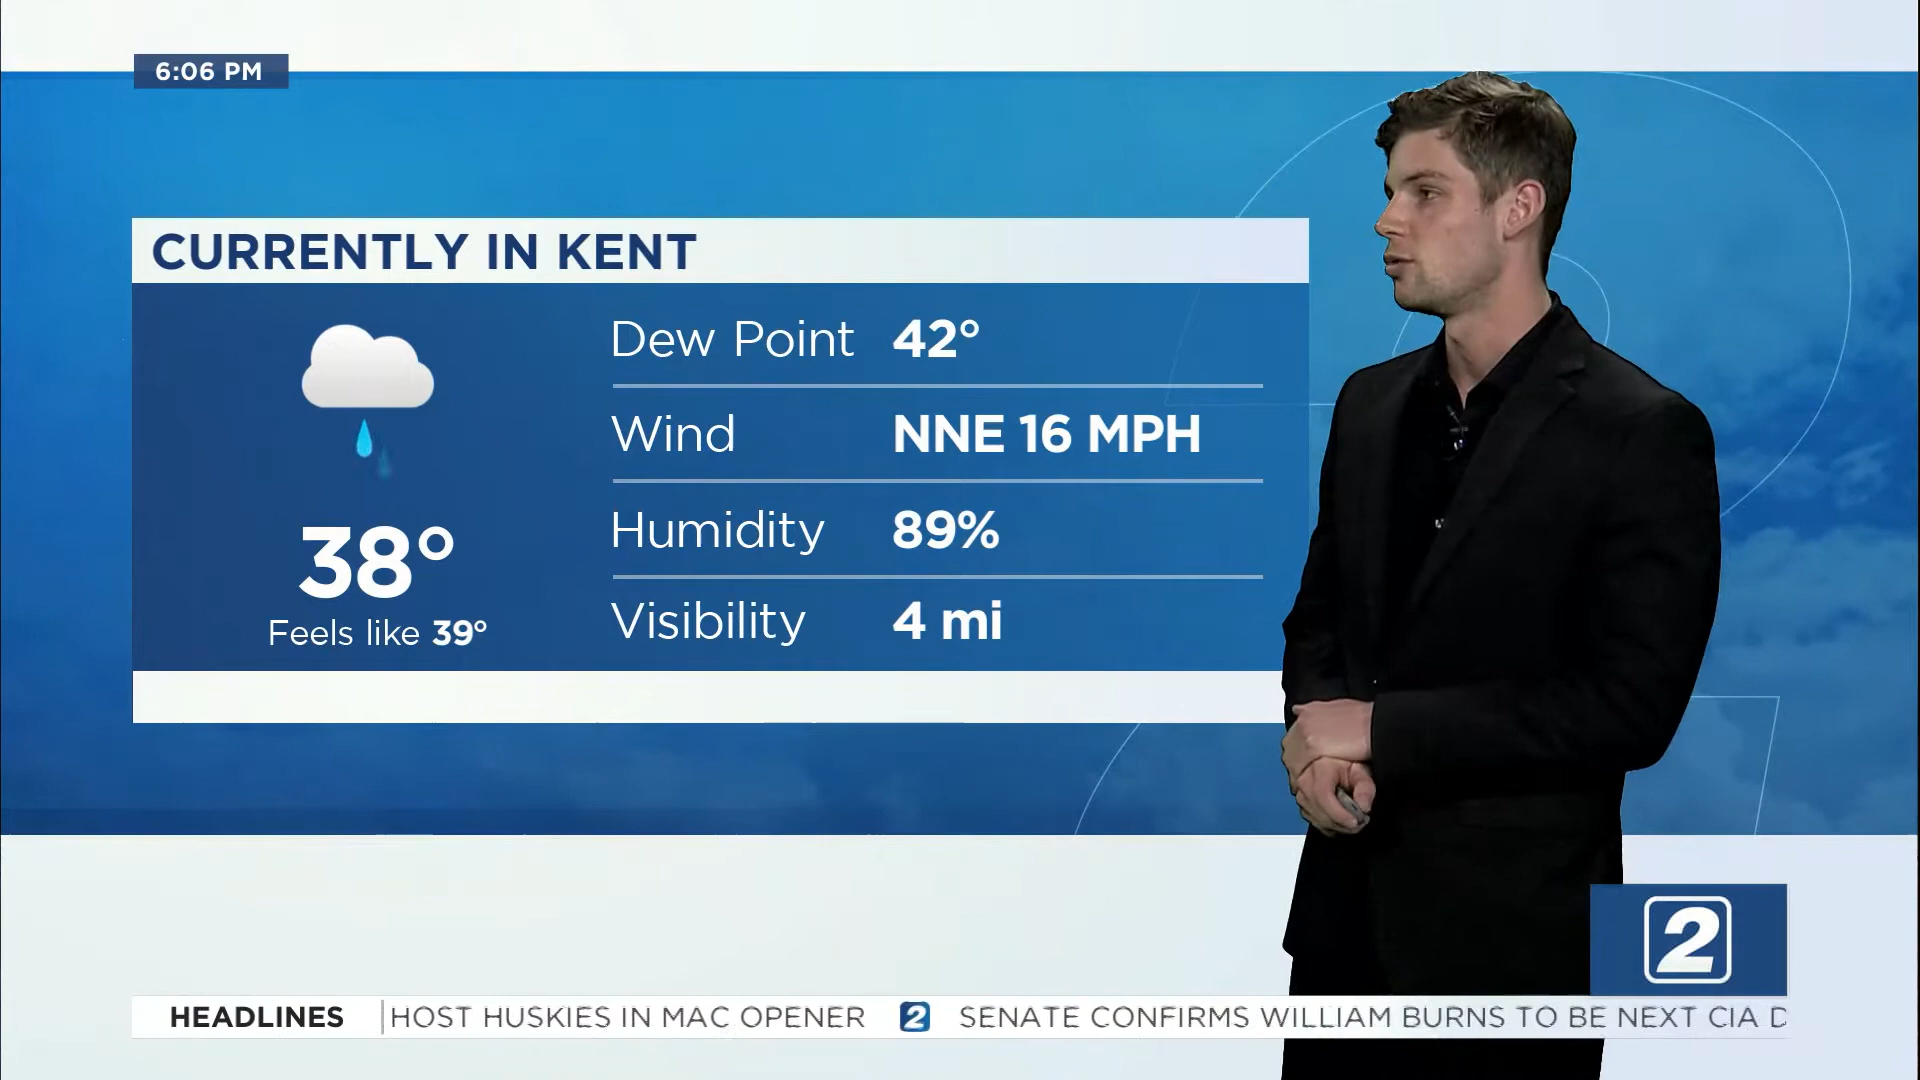 6:06 PM
CURRENTLY IN KENT
Dew Point 42°
Wind NNE 16 MPH
Humidity 89%
Visibility 4 mi
38°
Feels like 39°
2
HEADLINES HOST HUSKIES IN MAC OPENER 2 SENATE CONFIRMS WILLIAM BURNS TO BE NEXT CIA D